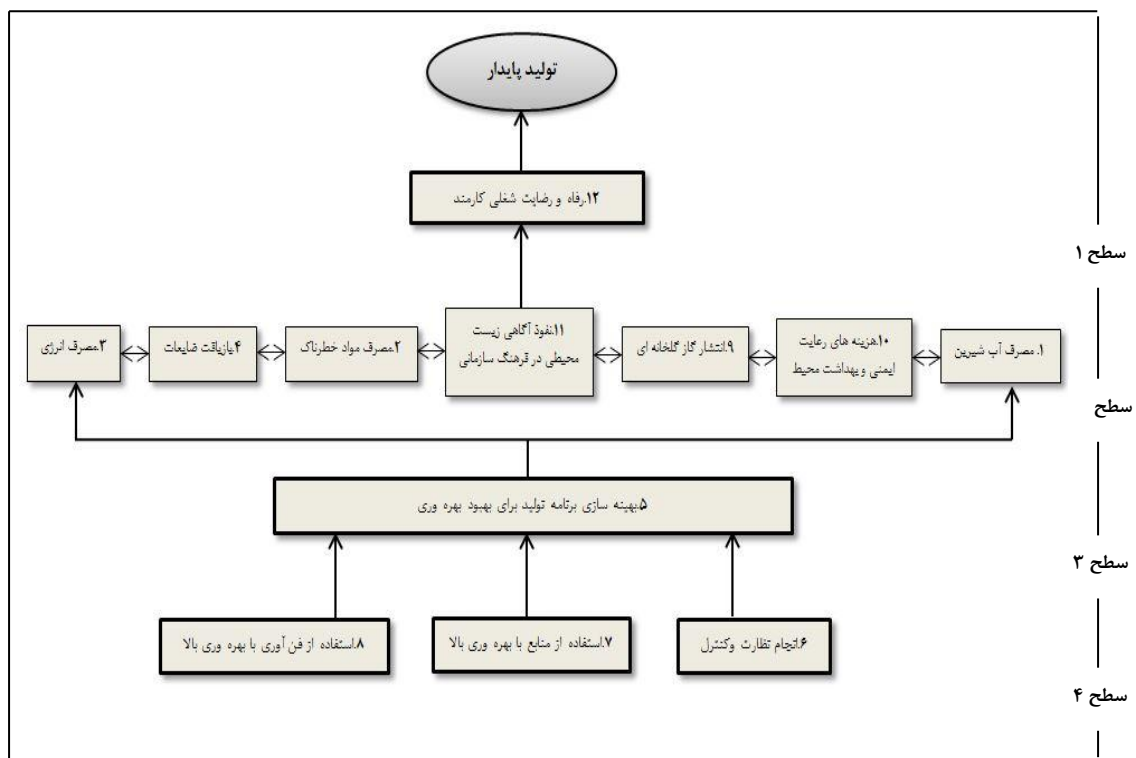 تولید پایدار
۱۲.رفاه و رضایت شغلی کارمند
سطح ۱
۱. مصرف آب شیرین
۱۰.هزینه های رعایت
ایمنی و بهداشت محیط
۹.انتشار گاز گلخانه ای
۱۱.نفوذ آگاهی زیست
محیطی در فرهنگ سازمانی
۲.مصرف مواد خطرناک
۴.بازیافت ضایعات
۳.مصرف انرژی
سطح
۵.بهینه سازی برنامه تولید برای بهبود بهره وری
سطح ۳
۶.انجام نظارت وکنترل
۷.استفاده از منابع با بهره وری بالا
۸.استفاده از فن آوری با بهره وری بالا
سطح ۴